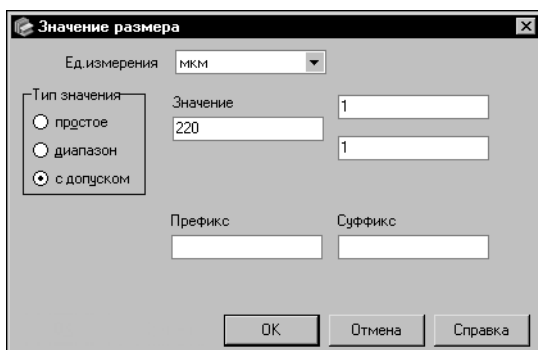 Значение размера
Ед.измерения мкм
Тип значения
простое
диапазон
с допуском
Значение
220
1
1
Префикс Суффикс
OK Отмена Справка